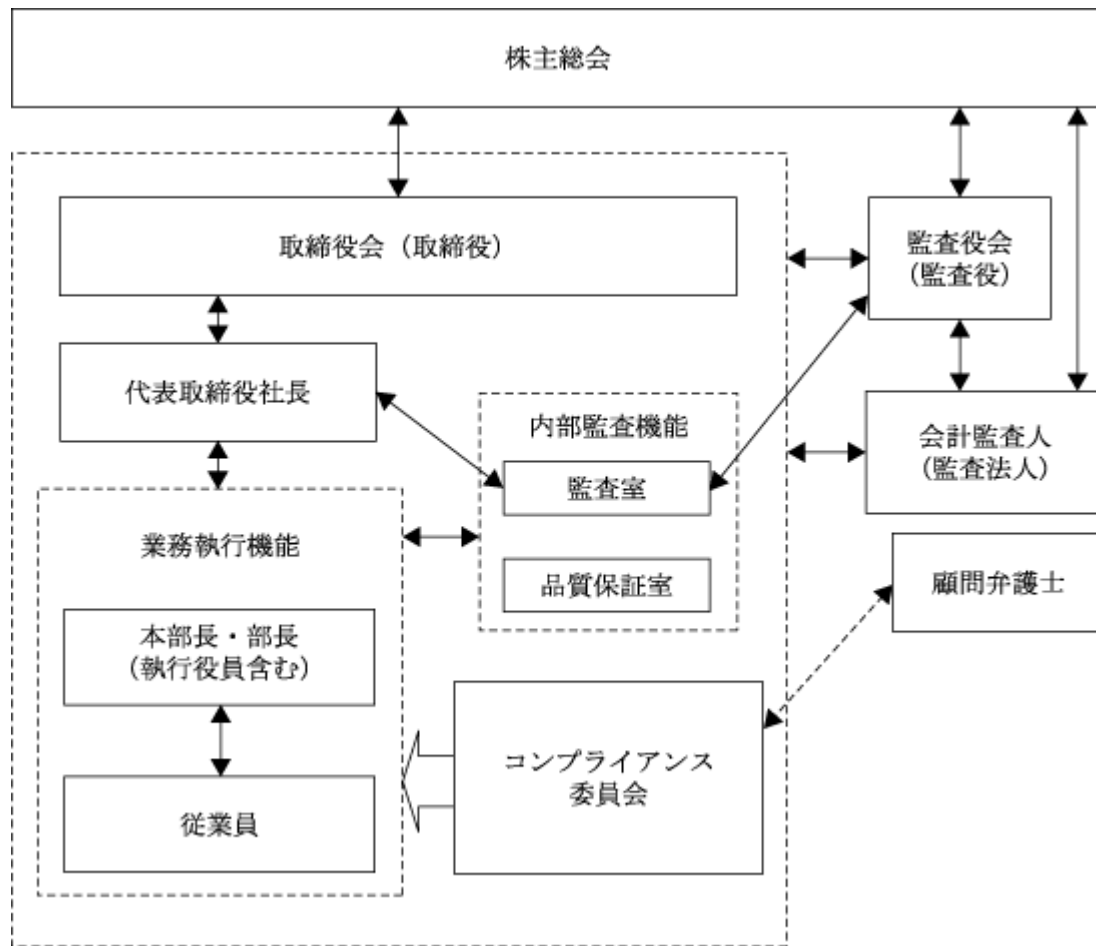 株主総会
取締役会（取締役）
監査役会
（監査役）
代表取締役社長
内部監査機能
監査室
品質保証室
会計監査人
（監査法人）
業務執行機能
本部長・部長
（執行役員含む）
従業員
コンプライアンス
委員会
顧問弁護士